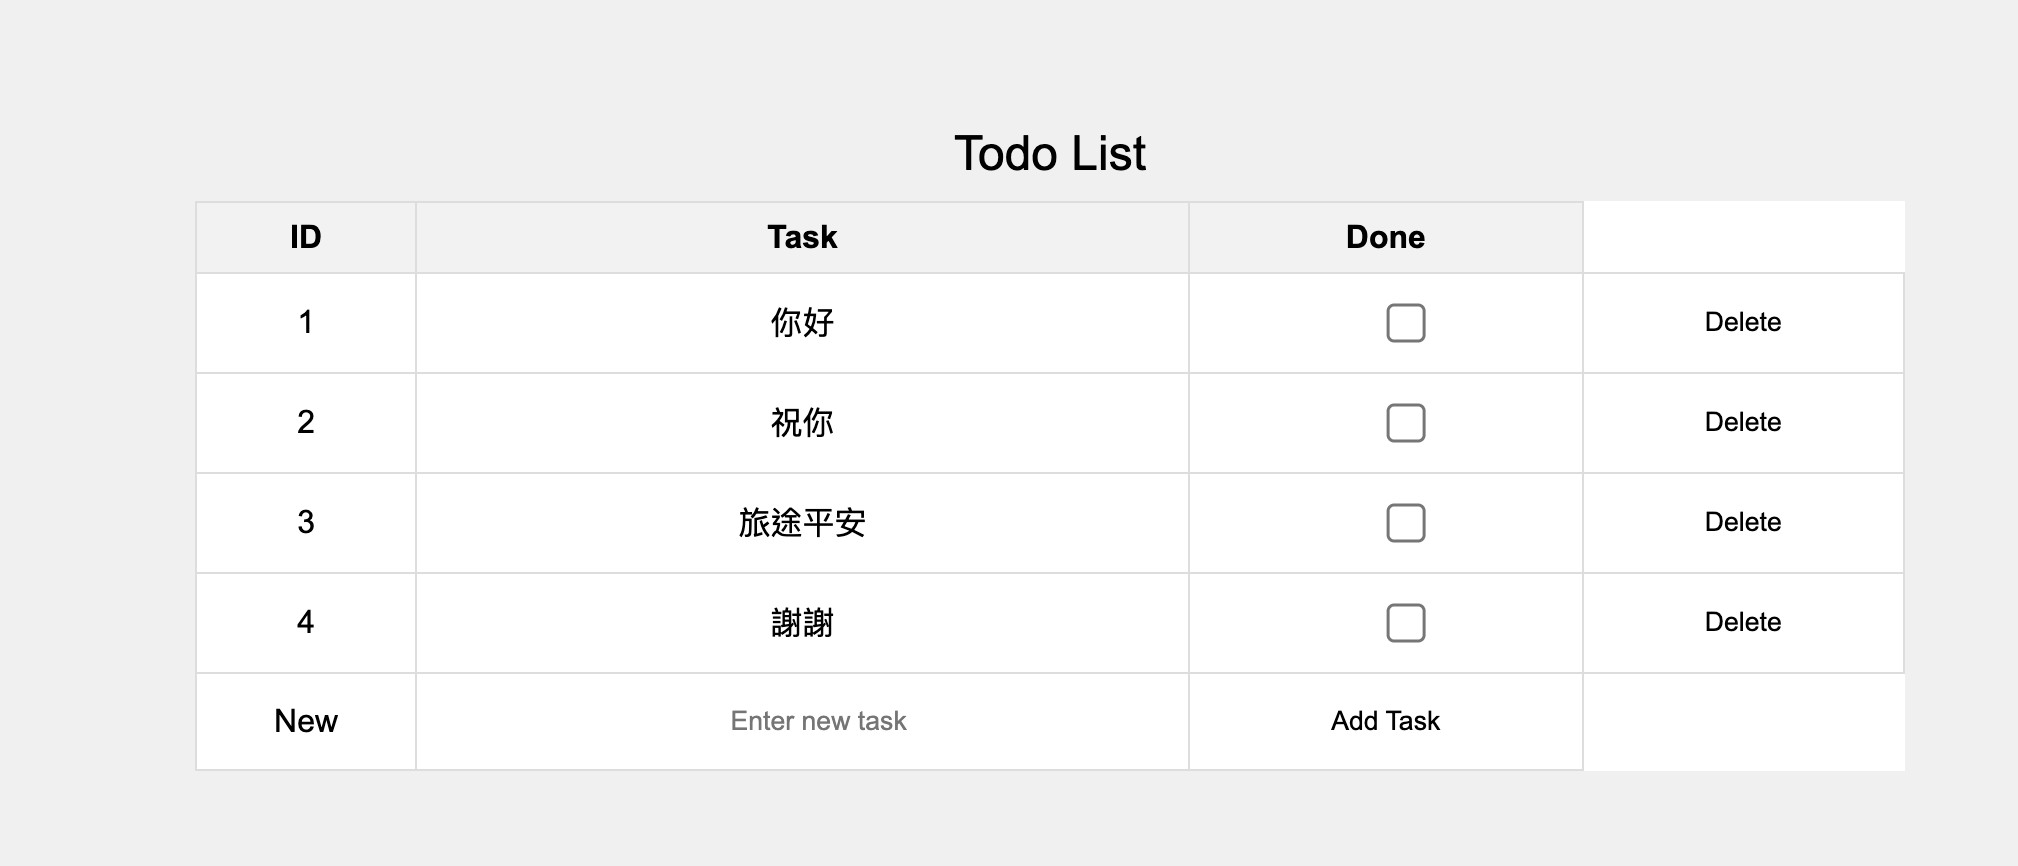 Todo List
ID Task Done
1 你好 Delete
2 祝你 Delete
3 旅途平安 Delete
4 謝謝 Delete
New Enter new task Add Task